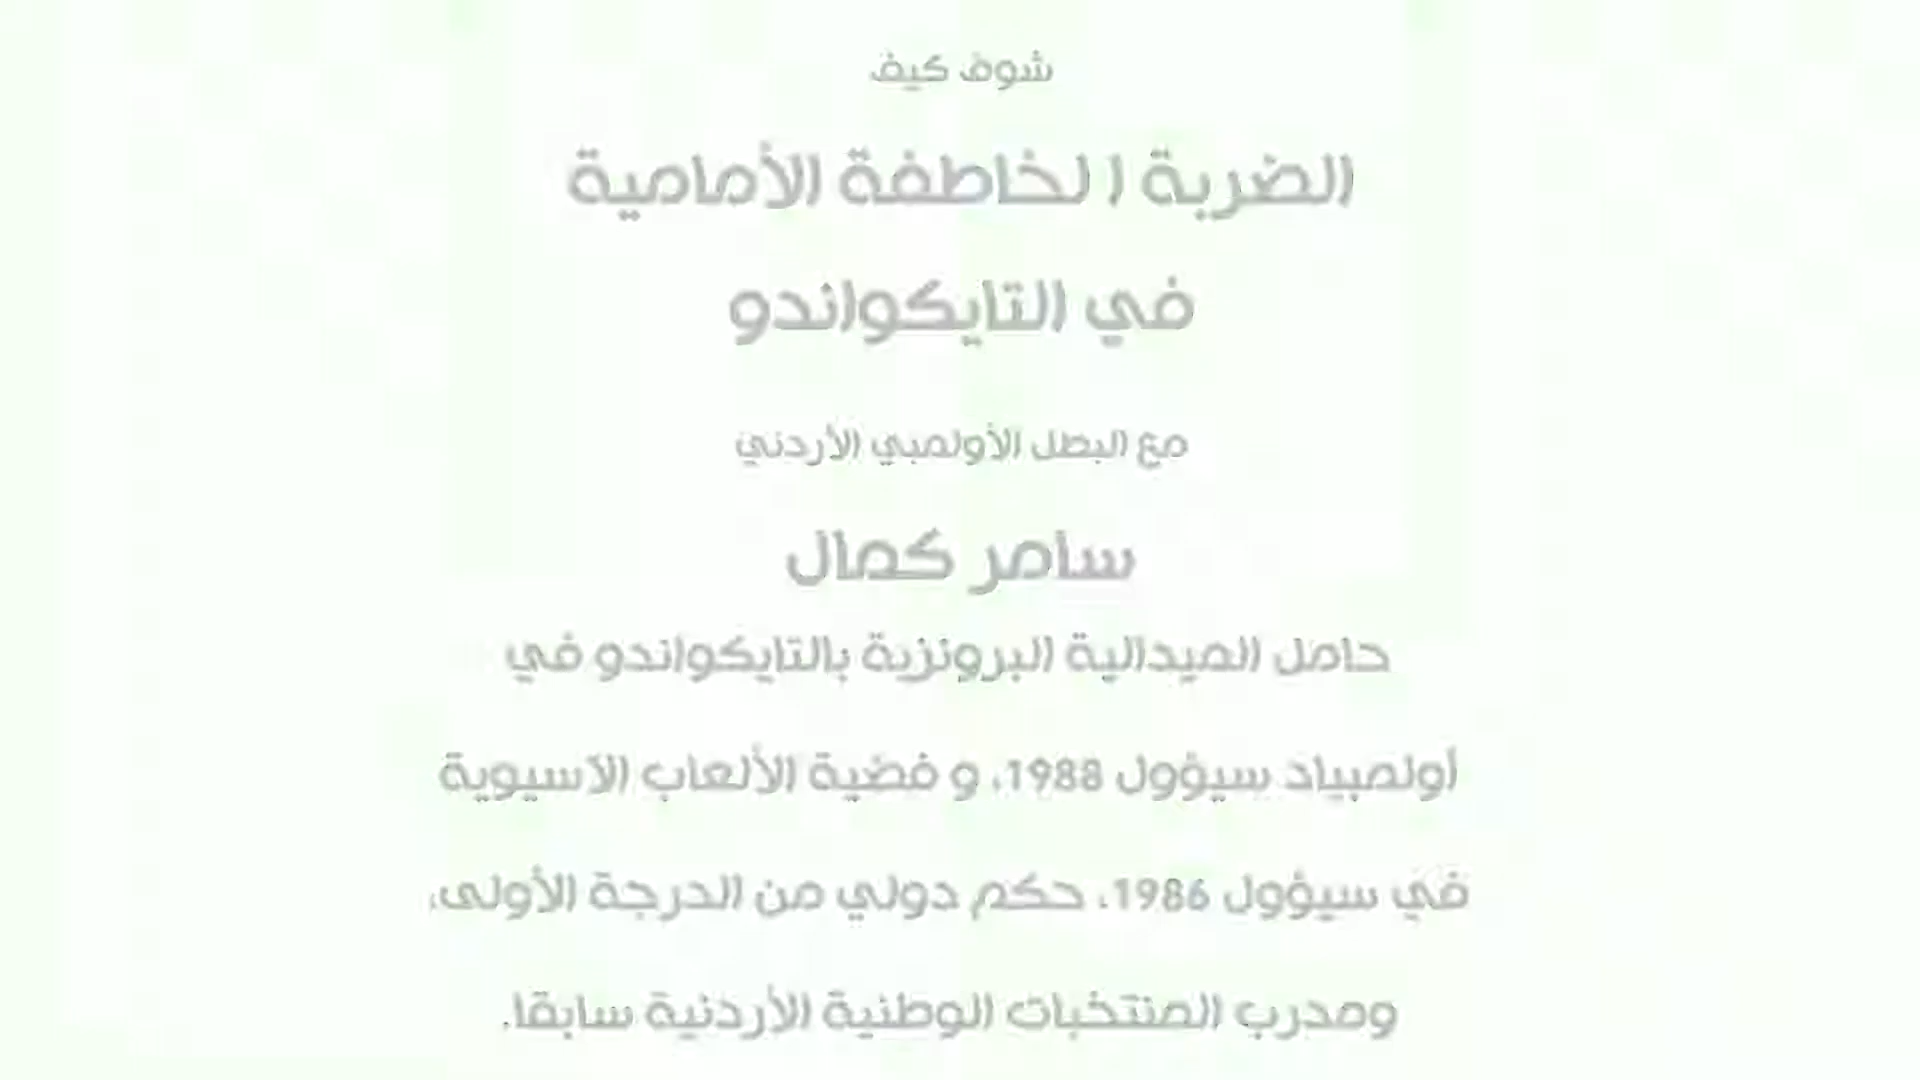 شوف كيف
الضربة الخاطفة الأمامية
في التايكواندو
مع البطل الأولمبي الأردني
سامر كمال
حامل الميدالية البرونزية بالتايكواندو في
أولمبياد سيؤول 1988، و فضية الألعاب الآسيوية
في سيؤول 1986، حكم دولي من الدرجة الأولى،
ومدرب المنتخبات الوطنية الأردنية سابقا.